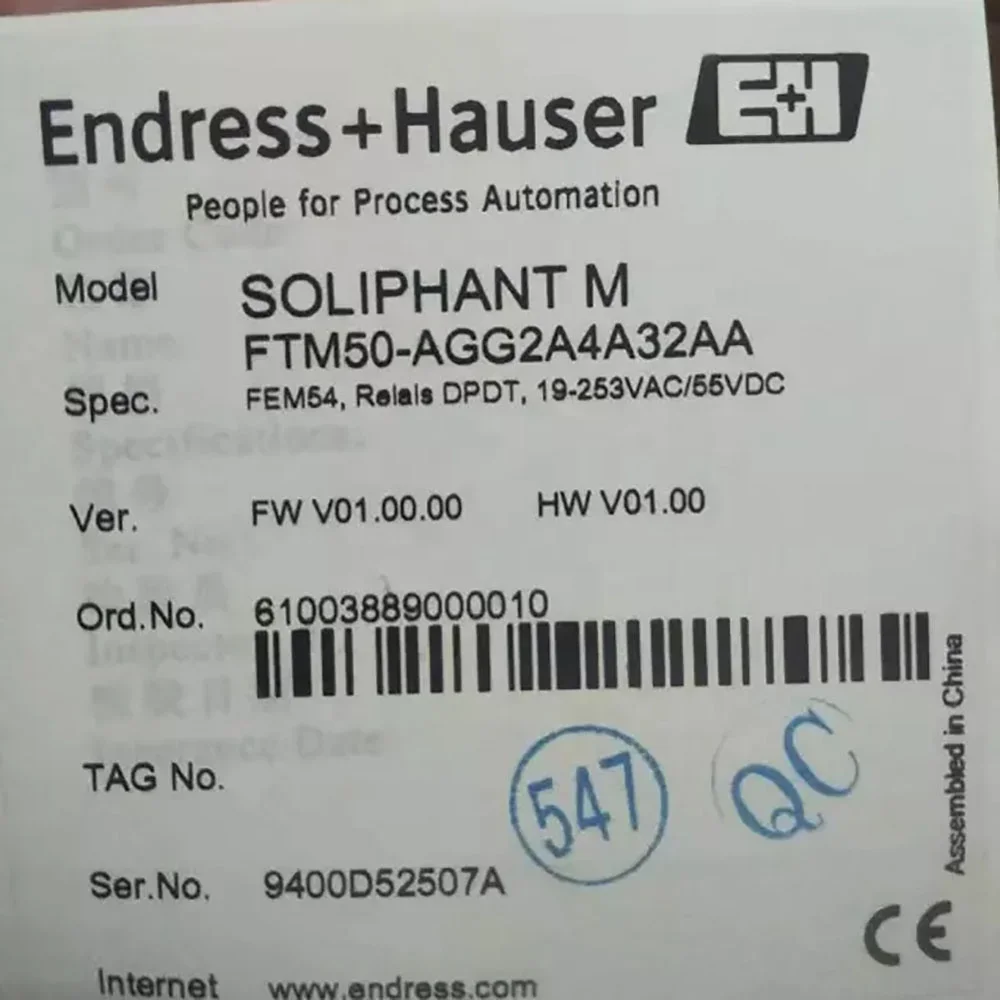 Endress+Hauser E+H
People for Process Automation
Model SOLIPHANT M
FTM50-AGG2A4A32AA
Spec. FEM54, Relais DPDT, 19-253VAC/55VDC
Ver. FW V01.00.00 HW V01.00
Ord.No. 61003889000010
TAG No.
547
QC
Assembled in China
Ser.No. 9400D52507A
CE
Internet www.endress.com